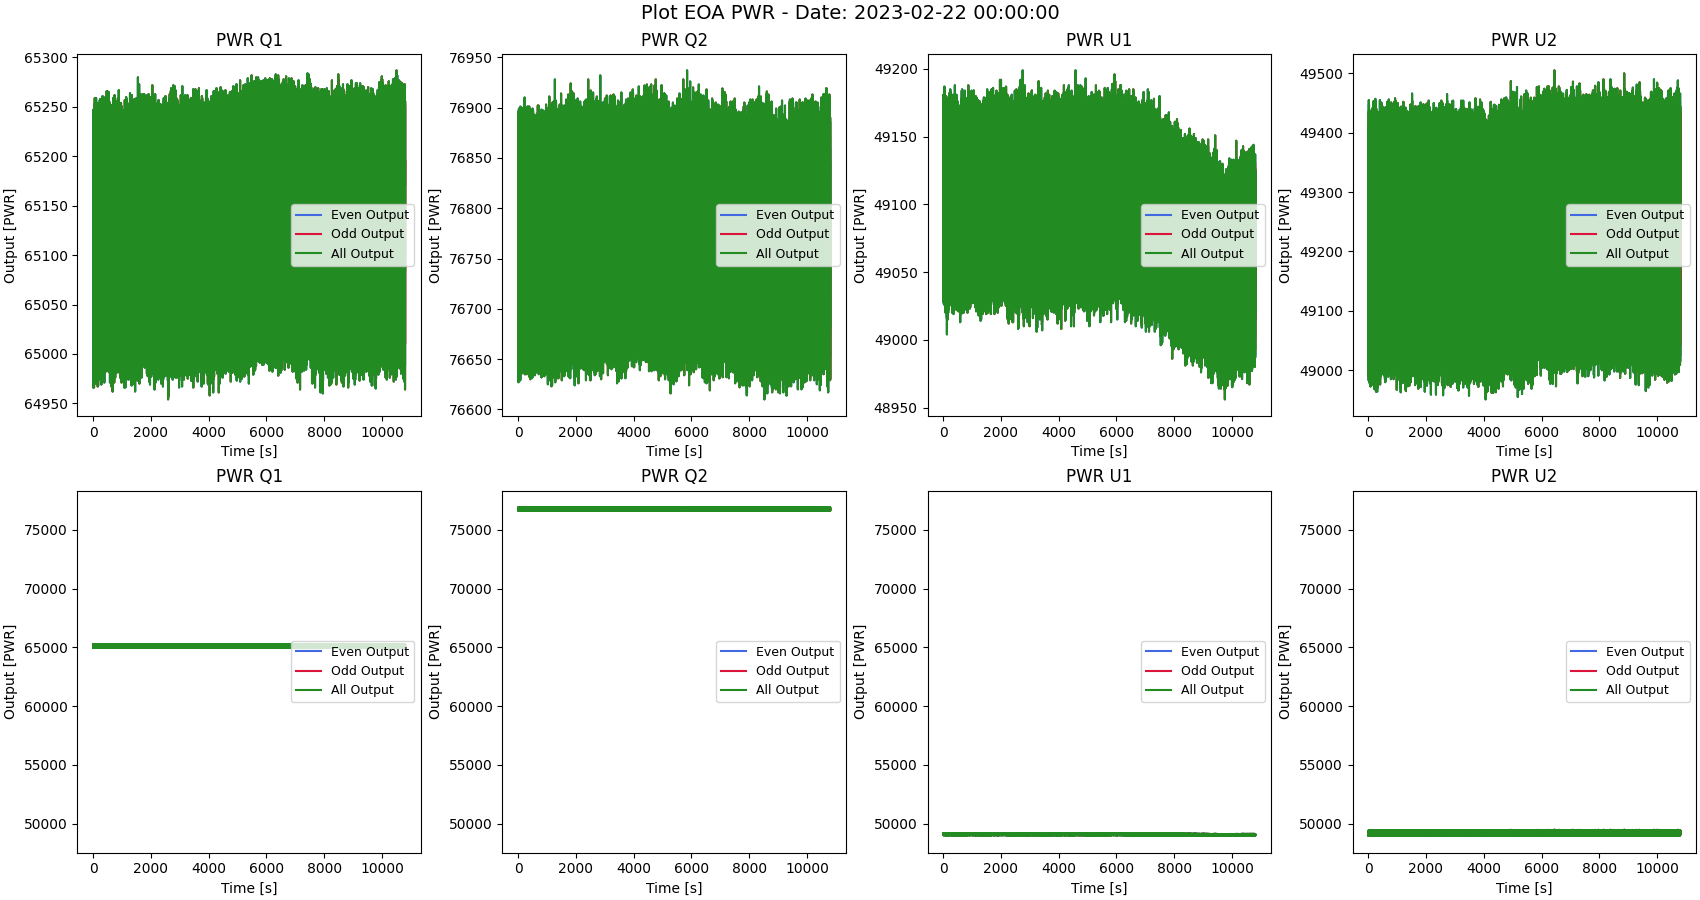 Plot EOA PWR - Date: 2023-02-22 00:00:00
PWR Q1
PWR Q2
PWR U1
PWR U2
Output [PWR]
65300
65250
65200
65150
65100
65050
65000
64950
Even Output
Odd Output
All Output
0 2000 4000 6000 8000 10000
Time [s]
Output [PWR]
76950
76900
76850
76800
76750
76700
76650
76600
Even Output
Odd Output
All Output
0 2000 4000 6000 8000 10000
Time [s]
Output [PWR]
49200
49150
49100
49050
49000
48950
Even Output
Odd Output
All Output
0 2000 4000 6000 8000 10000
Time [s]
Output [PWR]
49500
49400
49300
49200
49100
49000
Even Output
Odd Output
All Output
0 2000 4000 6000 8000 10000
Time [s]
PWR Q1
PWR Q2
PWR U1
PWR U2
Output [PWR]
75000
70000
65000
60000
55000
50000
Even Output
Odd Output
All Output
0 2000 4000 6000 8000 10000
Time [s]
Output [PWR]
75000
70000
65000
60000
55000
50000
Even Output
Odd Output
All Output
0 2000 4000 6000 8000 10000
Time [s]
Output [PWR]
75000
70000
65000
60000
55000
50000
Even Output
Odd Output
All Output
0 2000 4000 6000 8000 10000
Time [s]
Output [PWR]
75000
70000
65000
60000
55000
50000
Even Output
Odd Output
All Output
0 2000 4000 6000 8000 10000
Time [s]